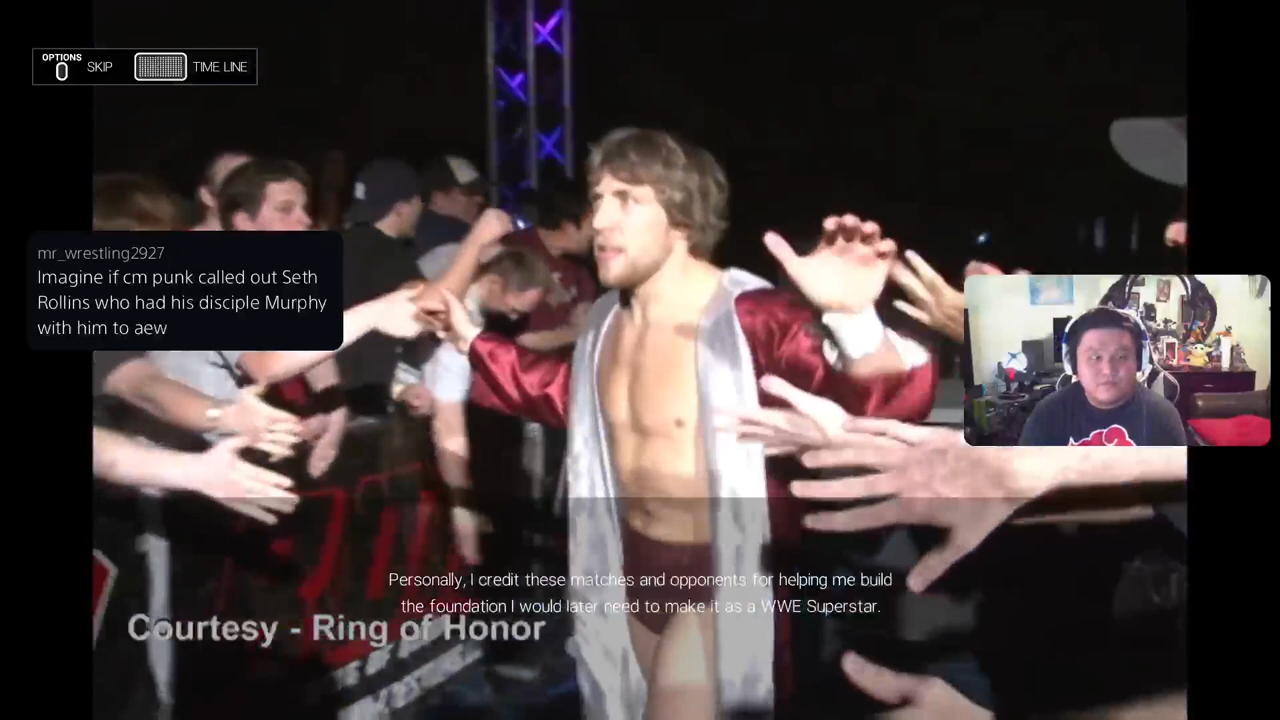 OPTIONS
SKIP
TIME LINE
mr_wrestling2927
Imagine if cm punk called out Seth
Rollins who had his disciple Murphy
with him to aew
Personally, I credit these matches and opponents for helping me build
the foundation I would later need to make it as a WWE Superstar.
Courtesy - Ring of Honor